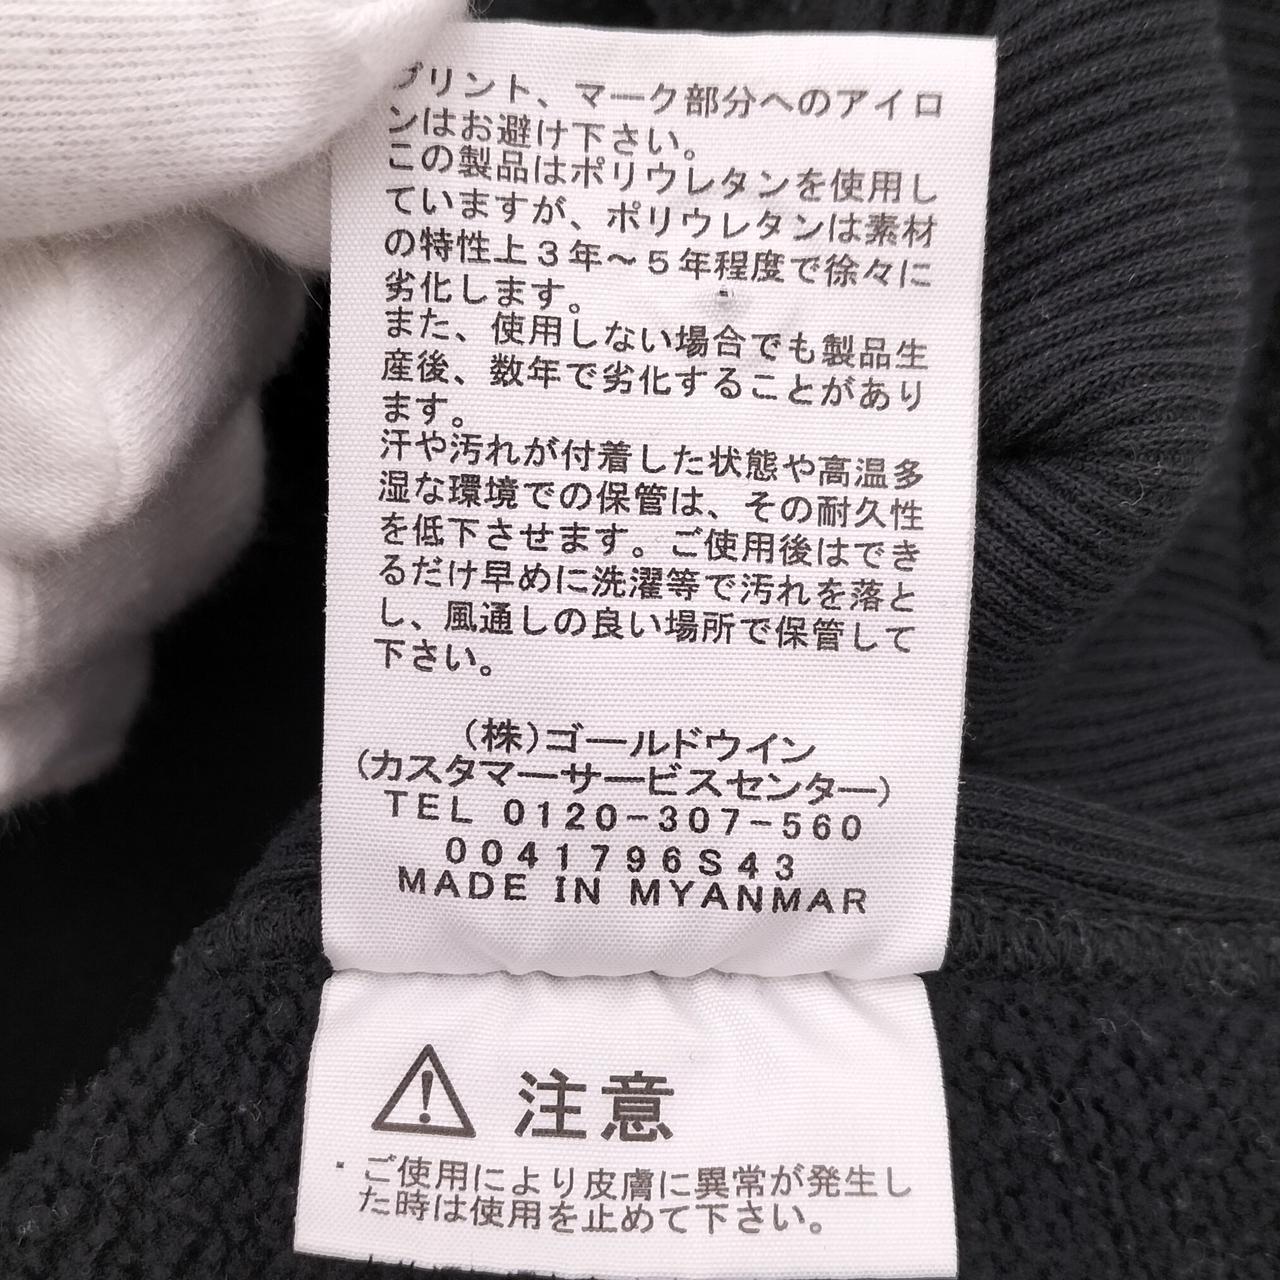 プリント、マーク部分へのアイロ
ンはお避け下さい。
この製品はポリウレタンを使用し
ていますが、ポリウレタンは素材
の特性上３年～５年程度で徐々に
劣化します。
また、使用しない場合でも製品生
産後、数年で劣化することがあり
ます。
汗や汚れが付着した状態や高温多
湿な環境での保管は、その耐久性
を低下させます。ご使用後はでき
るだけ早めに洗濯等で汚れを落と
し、風通しの良い場所で保管して
下さい。
(株)ゴールドウイン
(カスタマーサービスセンター)
TEL 0120-307-560
0041796S43
MADE IN MYANMAR
注意
・ご使用により皮膚に異常が発生し
た時は使用を止めて下さい。